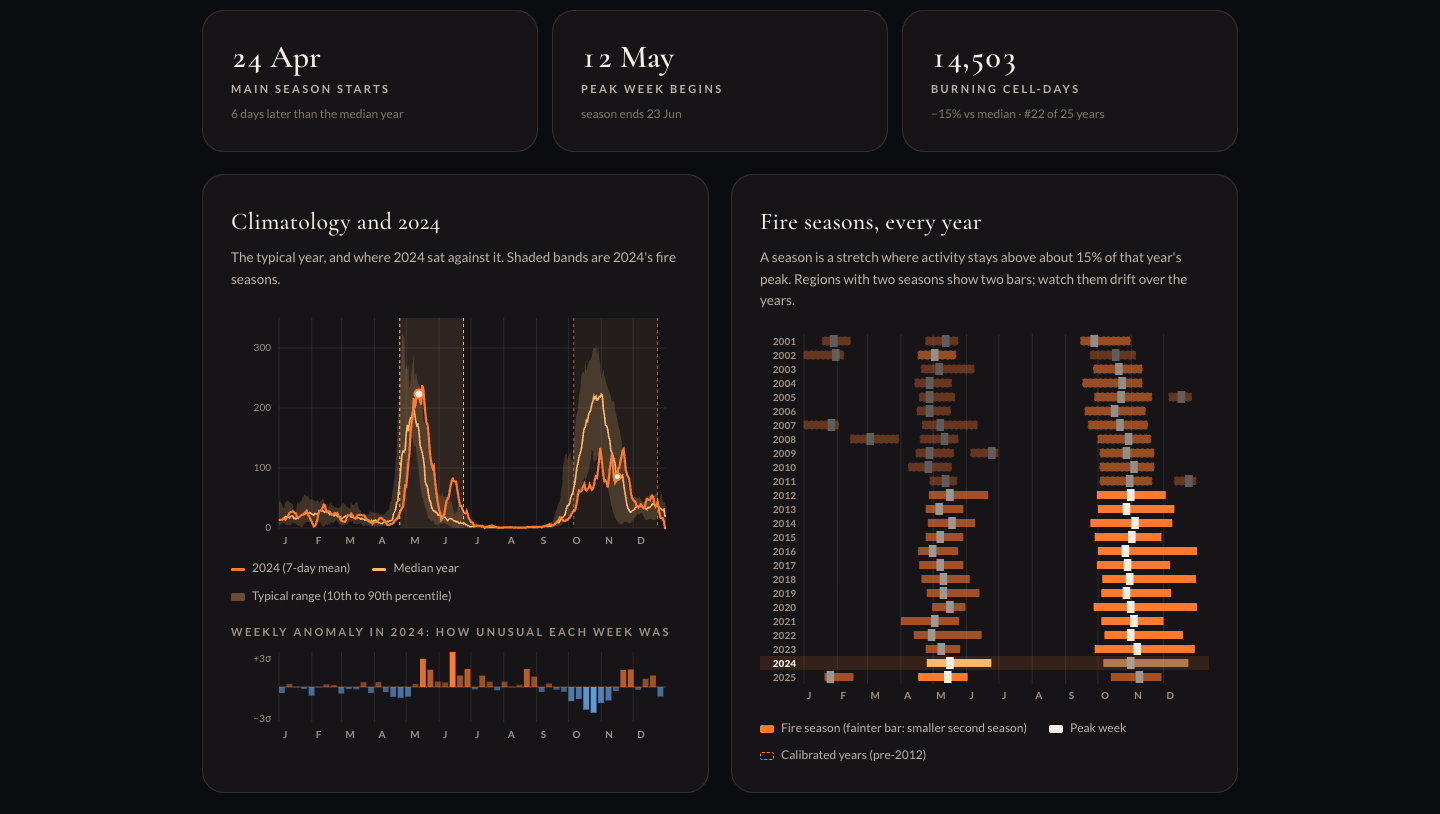 24 Apr
MAIN SEASON STARTS
6 days later than the median year
12 May
PEAK WEEK BEGINS
season ends 23 Jun
14,503
BURNING CELL-DAYS
−15% vs median · #22 of 25 years
Climatology and 2024
The typical year, and where 2024 sat against it. Shaded bands are 2024's fire
seasons.
300
200
100
0
J F M A M J J A S O N D
2024 (7-day mean) Median year
Typical range (10th to 90th percentile)
WEEKLY ANOMALY IN 2024: HOW UNUSUAL EACH WEEK WAS
+3σ
−3σ
J F M A M J J A S O N D
Fire seasons, every year
A season is a stretch where activity stays above about 15% of that year's
peak. Regions with two seasons show two bars; watch them drift over the
years.
2001
2002
2003
2004
2005
2006
2007
2008
2009
2010
2011
2012
2013
2014
2015
2016
2017
2018
2019
2020
2021
2022
2023
2024
2025
J F M A M J J A S O N D
Fire season (fainter bar: smaller second season) Peak week
Calibrated years (pre-2012)